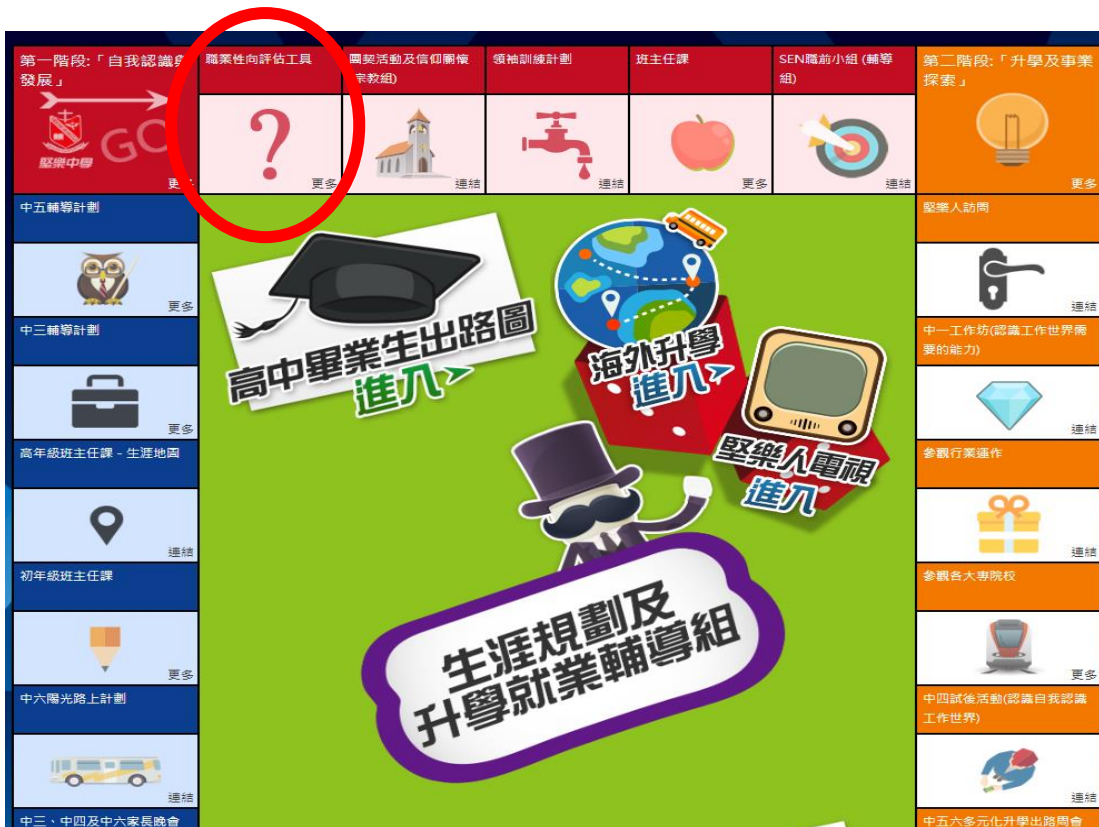 第一階段:「自我認識與
發展」
GO
堅樂中學
更多
職業性向評估工具
更多
團契活動及信仰關懷
宗教組)
連結
領袖訓練計劃
連結
班主任課
更多
SEN職前小組 (輔導
組)
連結
第二階段:「升學及事業
探索」
更多
中五輔導計劃
更多
中三輔導計劃
更多
高年級班主任課 - 生涯地圖
連結
初年級班主任課
更多
中六陽光路上計劃
連結
中三、中四及中六家長晚會
高中畢業生出路圖
進入
海外升學
進入
堅樂人電視
進入
生涯規劃及
升學就業輔導組
堅樂人訪問
連結
中一工作坊(認識工作世界需
要的能力)
連結
參觀行業運作
連結
參觀各大專院校
更多
中四試後活動(認識自我認識
工作世界)
連結
中五六多元化升學出路周會